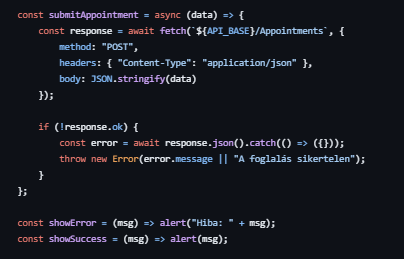 const submitAppointment = async (data) => {
    const response = await fetch(`${API_BASE}/Appointments`, {
        method: "POST",
        headers: { "Content-Type": "application/json" },
        body: JSON.stringify(data)
    });

    if (!response.ok) {
        const error = await response.json().catch(() => ({}));
        throw new Error(error.message || "A foglalás sikertelen");
    }
};

const showError = (msg) => alert("Hiba: " + msg);
const showSuccess = (msg) => alert(msg);